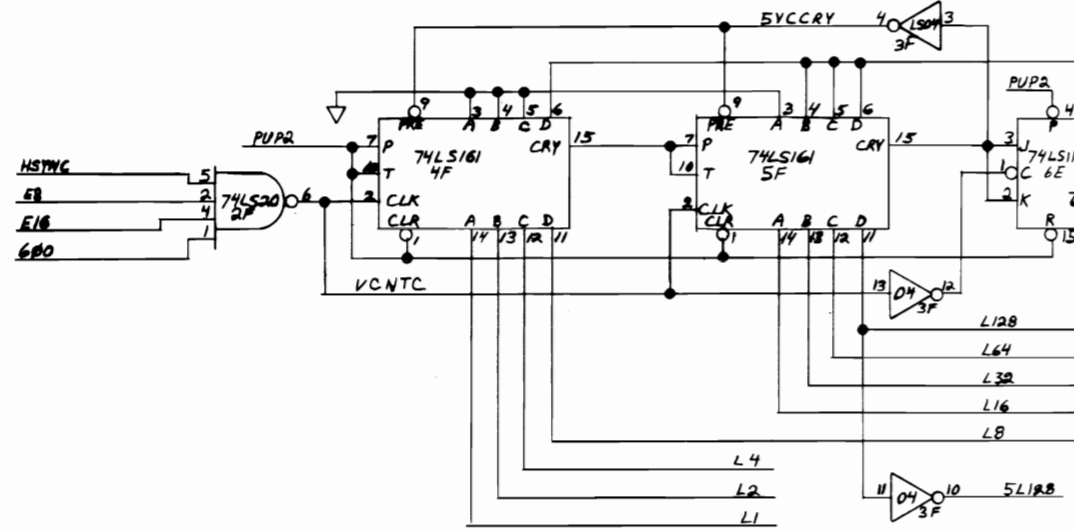 5VCCRY
4
LS04
3
3F
PUP2
9
3
4
5
6
9
3
4
5
6
4
PRE
A
B
C
D
PRE
A
B
C
D
P
PUP2
7
P
CRY
15
7
P
CRY
15
3
J
74LS161
4F
74LS161
5F
74LS1
6E
HSYNC
5
T
10
T
1
C
E8
2
74LS20
2F
6
2
CLK
2
CLK
2
K
E16
4
CLR
CLR
R
600
1
1
A
B
C
D
1
A
B
C
D
15
14
13
12
11
14
13
12
11
VCNTC
13
04
12
3F
L128
L64
L32
L16
L8
L4
L2
11
04
10
5L128
3F
L1